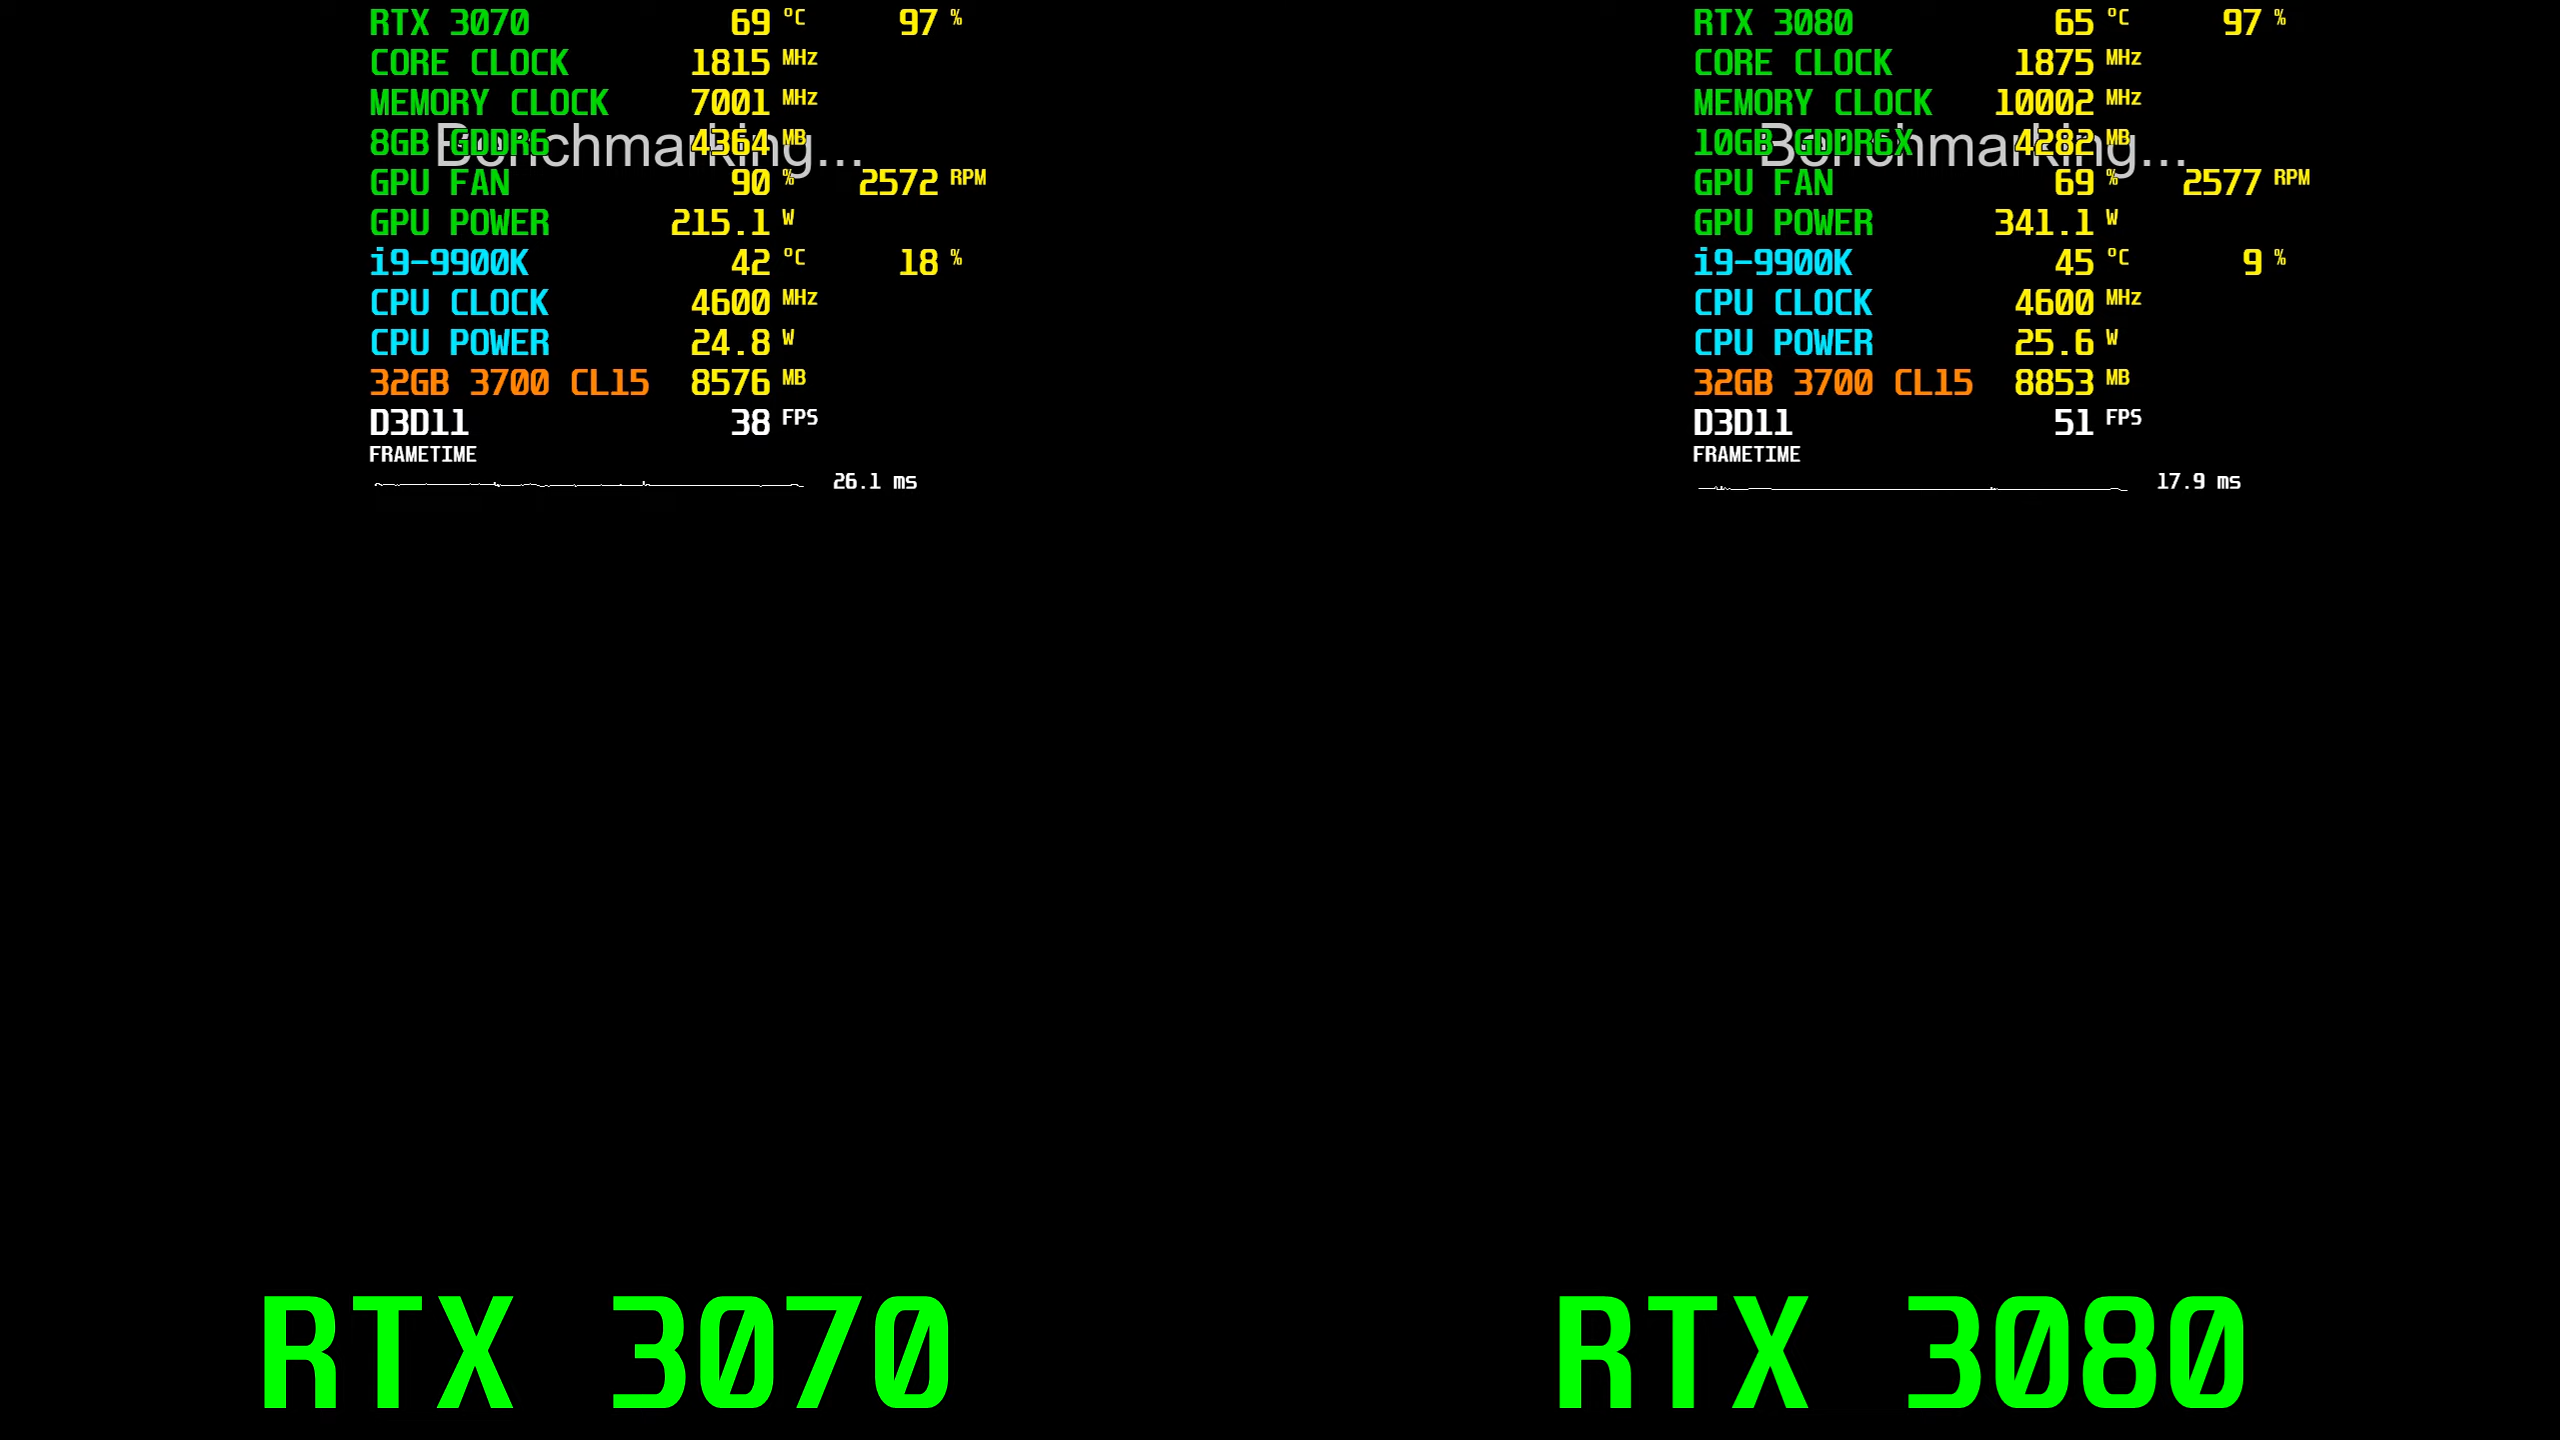 RTX 3070 69 °C 97 %
CORE CLOCK 1815 MHz
MEMORY CLOCK 7001 MHz
8GB GDDR6 4364 MB
Benchmarking...
GPU FAN 90 % 2572 RPM
GPU POWER 215.1 W
i9-9900K 42 °C 18 %
CPU CLOCK 4600 MHz
CPU POWER 24.8 W
32GB 3700 CL15 8576 MB
D3D11 38 FPS
FRAMETIME
26.1 ms
RTX 3080 65 °C 97 %
CORE CLOCK 1875 MHz
MEMORY CLOCK 10002 MHz
10GB GDDR6X 4282 MB
Benchmarking...
GPU FAN 69 % 2577 RPM
GPU POWER 341.1 W
i9-9900K 45 °C 9 %
CPU CLOCK 4600 MHz
CPU POWER 25.6 W
32GB 3700 CL15 8853 MB
D3D11 51 FPS
FRAMETIME
17.9 ms
RTX 3070
RTX 3080